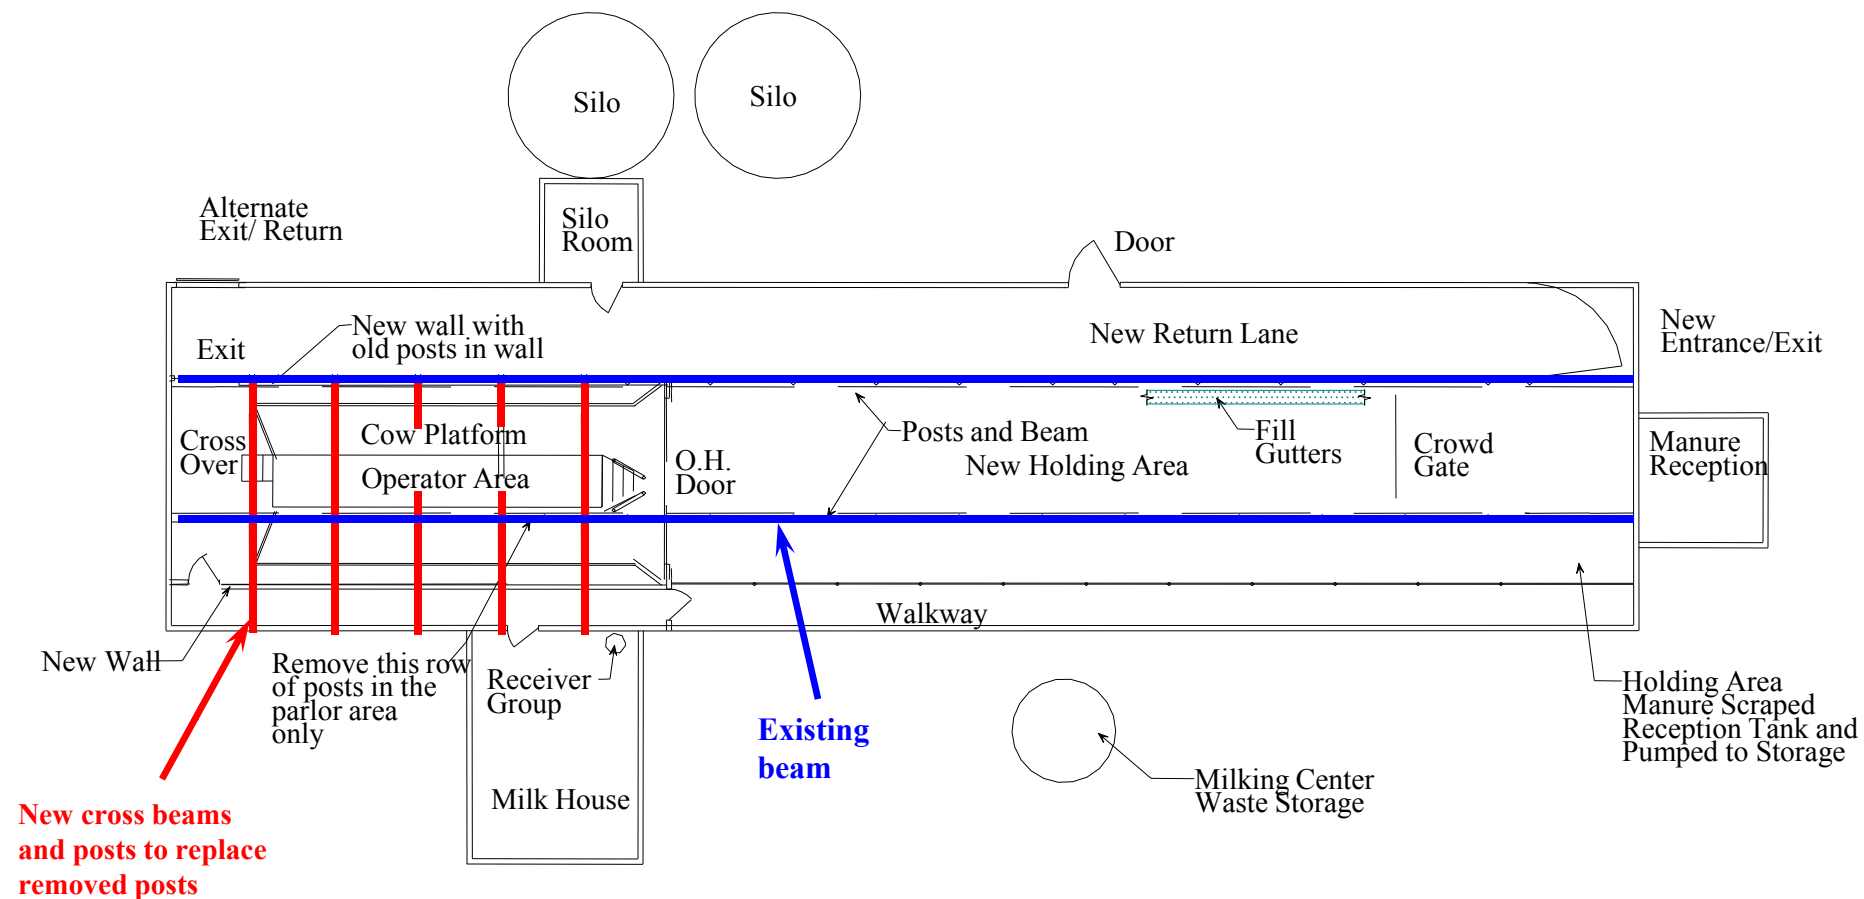 Silo
Silo
Alternate
Exit/ Return
Silo
Room
Door
New wall with
old posts in wall
Exit
New Return Lane
New
Entrance/Exit
Cross
Over
Cow Platform
Operator Area
O.H.
Door
Posts and Beam
New Holding Area
Fill
Gutters
Crowd
Gate
Manure
Reception
Walkway
New Wall
Remove this row
of posts in the
parlor area
only
Receiver
Group
Existing
beam
Holding Area
Manure Scraped
Reception Tank and
Pumped to Storage
Milk House
Milking Center
Waste Storage
New cross beams
and posts to replace
removed posts